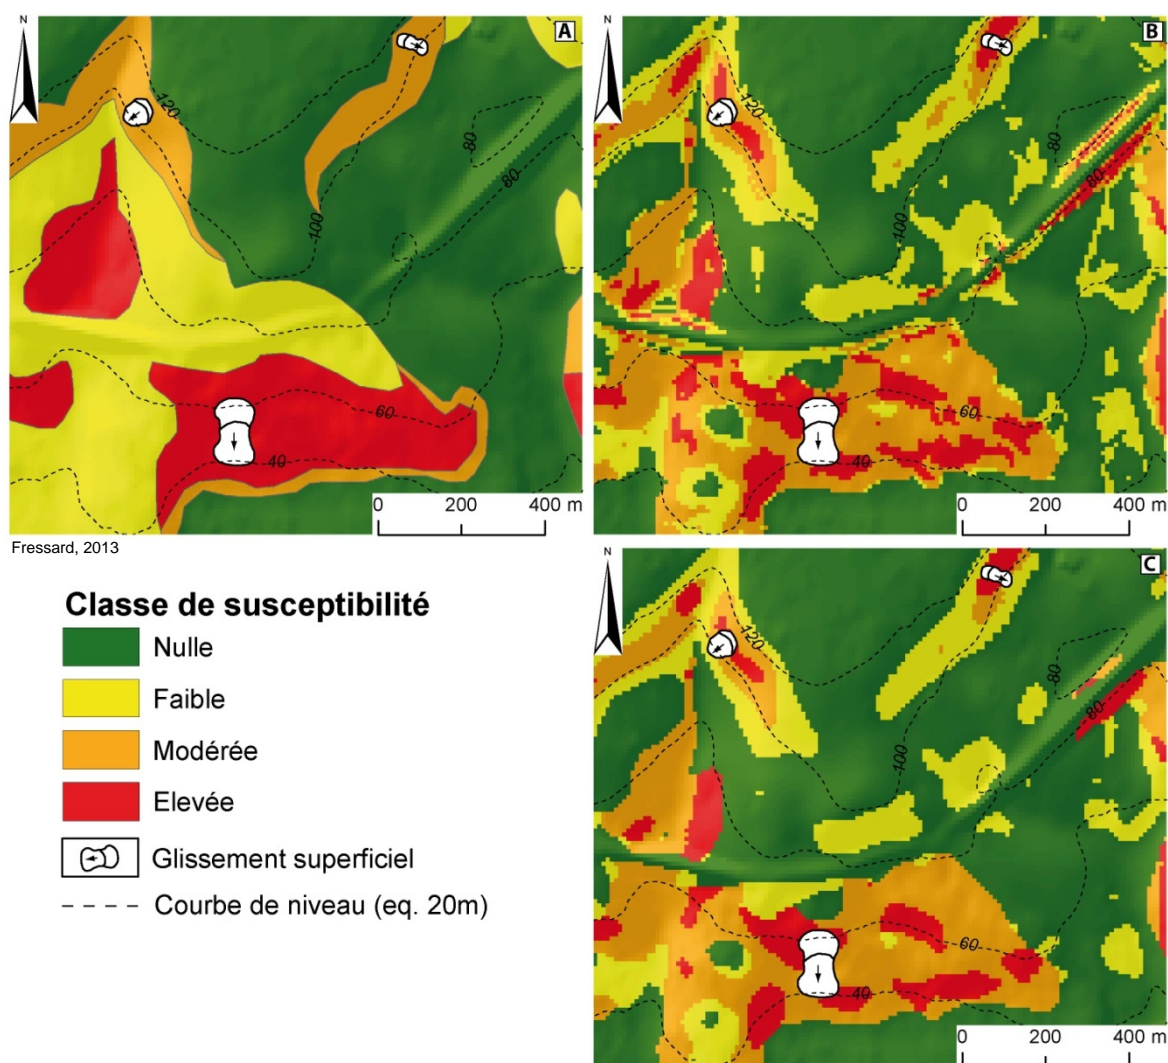 N
A
120
80
80
100
60
40
0 200 400 m
Fressard, 2013
N
B
120
80
80
100
60
40
0 200 400 m
Classe de susceptibilité
Nulle
Faible
Modérée
Elevée
Glissement superficiel
Courbe de niveau (eq. 20m)
N
C
120
80
80
100
60
40
0 200 400 m